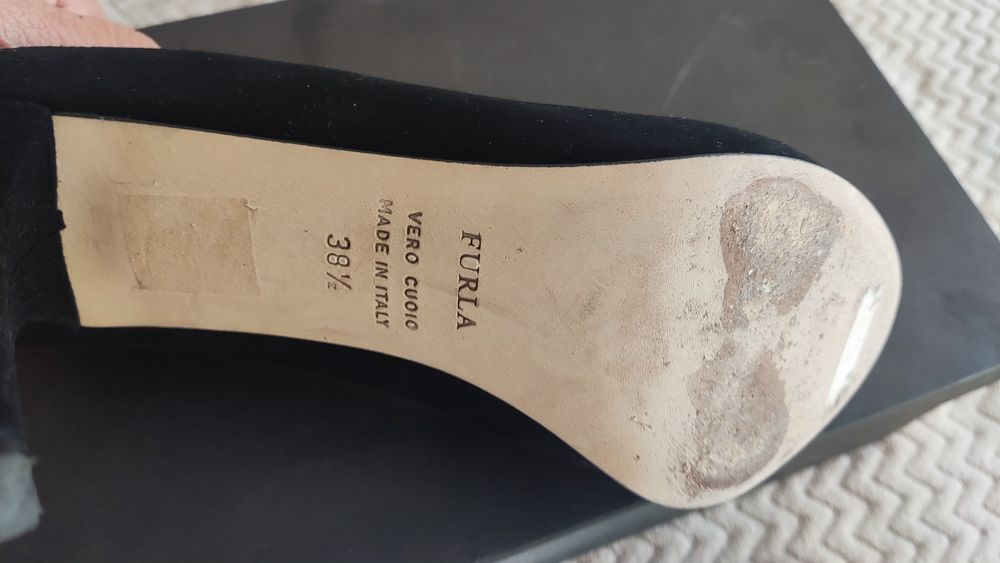 FURLA
VERO CUOIO
MADE IN ITALY
38½